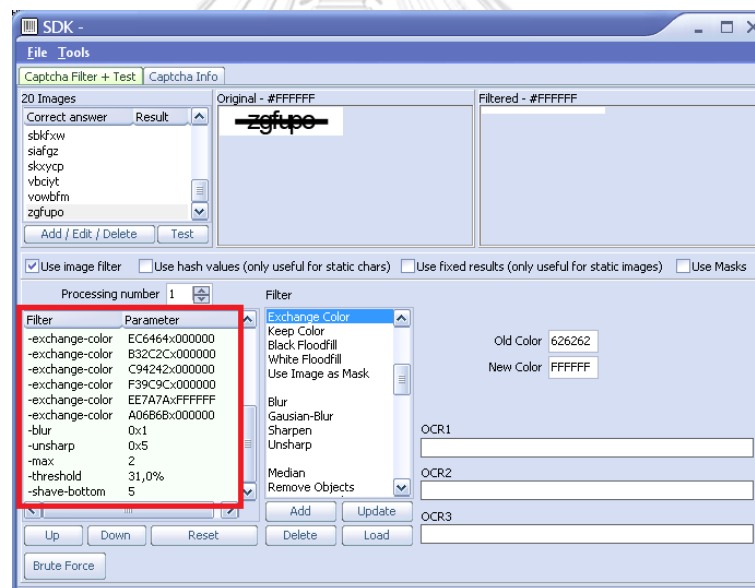 SDK -
File Tools
Captcha Filter + Test Captcha Info
20 Images
Correct answer Result
sbkfxw
siafgz
skxycp
vbciyt
vowbfm
zgfupo
Add / Edit / Delete Test
Original - #FFFFFF
zgfupo
Filtered - #FFFFFF
Use image filter Use hash values (only useful for static chars) Use fixed results (only useful for static images) Use Masks
Processing number 1
Filter Parameter
-exchange-color EC6464x000000
-exchange-color B32C2Cx000000
-exchange-color C94242x000000
-exchange-color F39C9Cx000000
-exchange-color EE7A7AxFFFFFF
-exchange-color A06B6Bx000000
-blur 0x1
-unsharp 0x5
-max 2
-threshold 31,0%
-shave-bottom 5
Up Down Reset
Brute Force
Filter
Exchange Color
Keep Color
Black Floodfill
White Floodfill
Use Image as Mask
Blur
Gausian-Blur
Sharpen
Unsharp
Median
Remove Objects
Add Update
Delete Load
Old Color 626262
New Color FFFFFF
OCR1
OCR2
OCR3